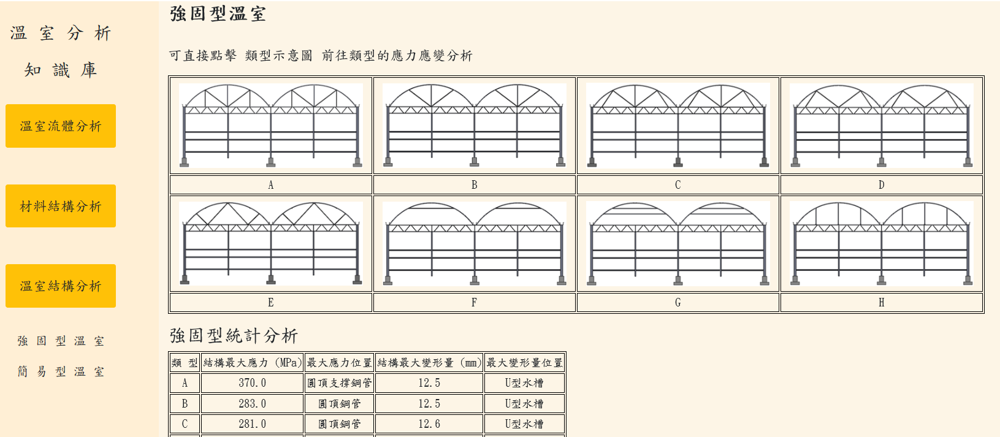 溫 室 分 析
知 識 庫
溫室流體分析
材料結構分析
溫室結構分析
強 固 型 溫 室
簡 易 型 溫 室
強固型溫室
可直接點擊 類型示意圖 前往類型的應力應變分析
A B C D
E F G H
強固型統計分析
類 型 結構最大應力 (MPa) 最大應力位置 結構最大變形量 (mm) 最大變形量位置
A 370.0 圓頂支撐鋼管 12.5 U型水槽
B 283.0 圓頂鋼管 12.5 U型水槽
C 281.0 圓頂鋼管 12.6 U型水槽